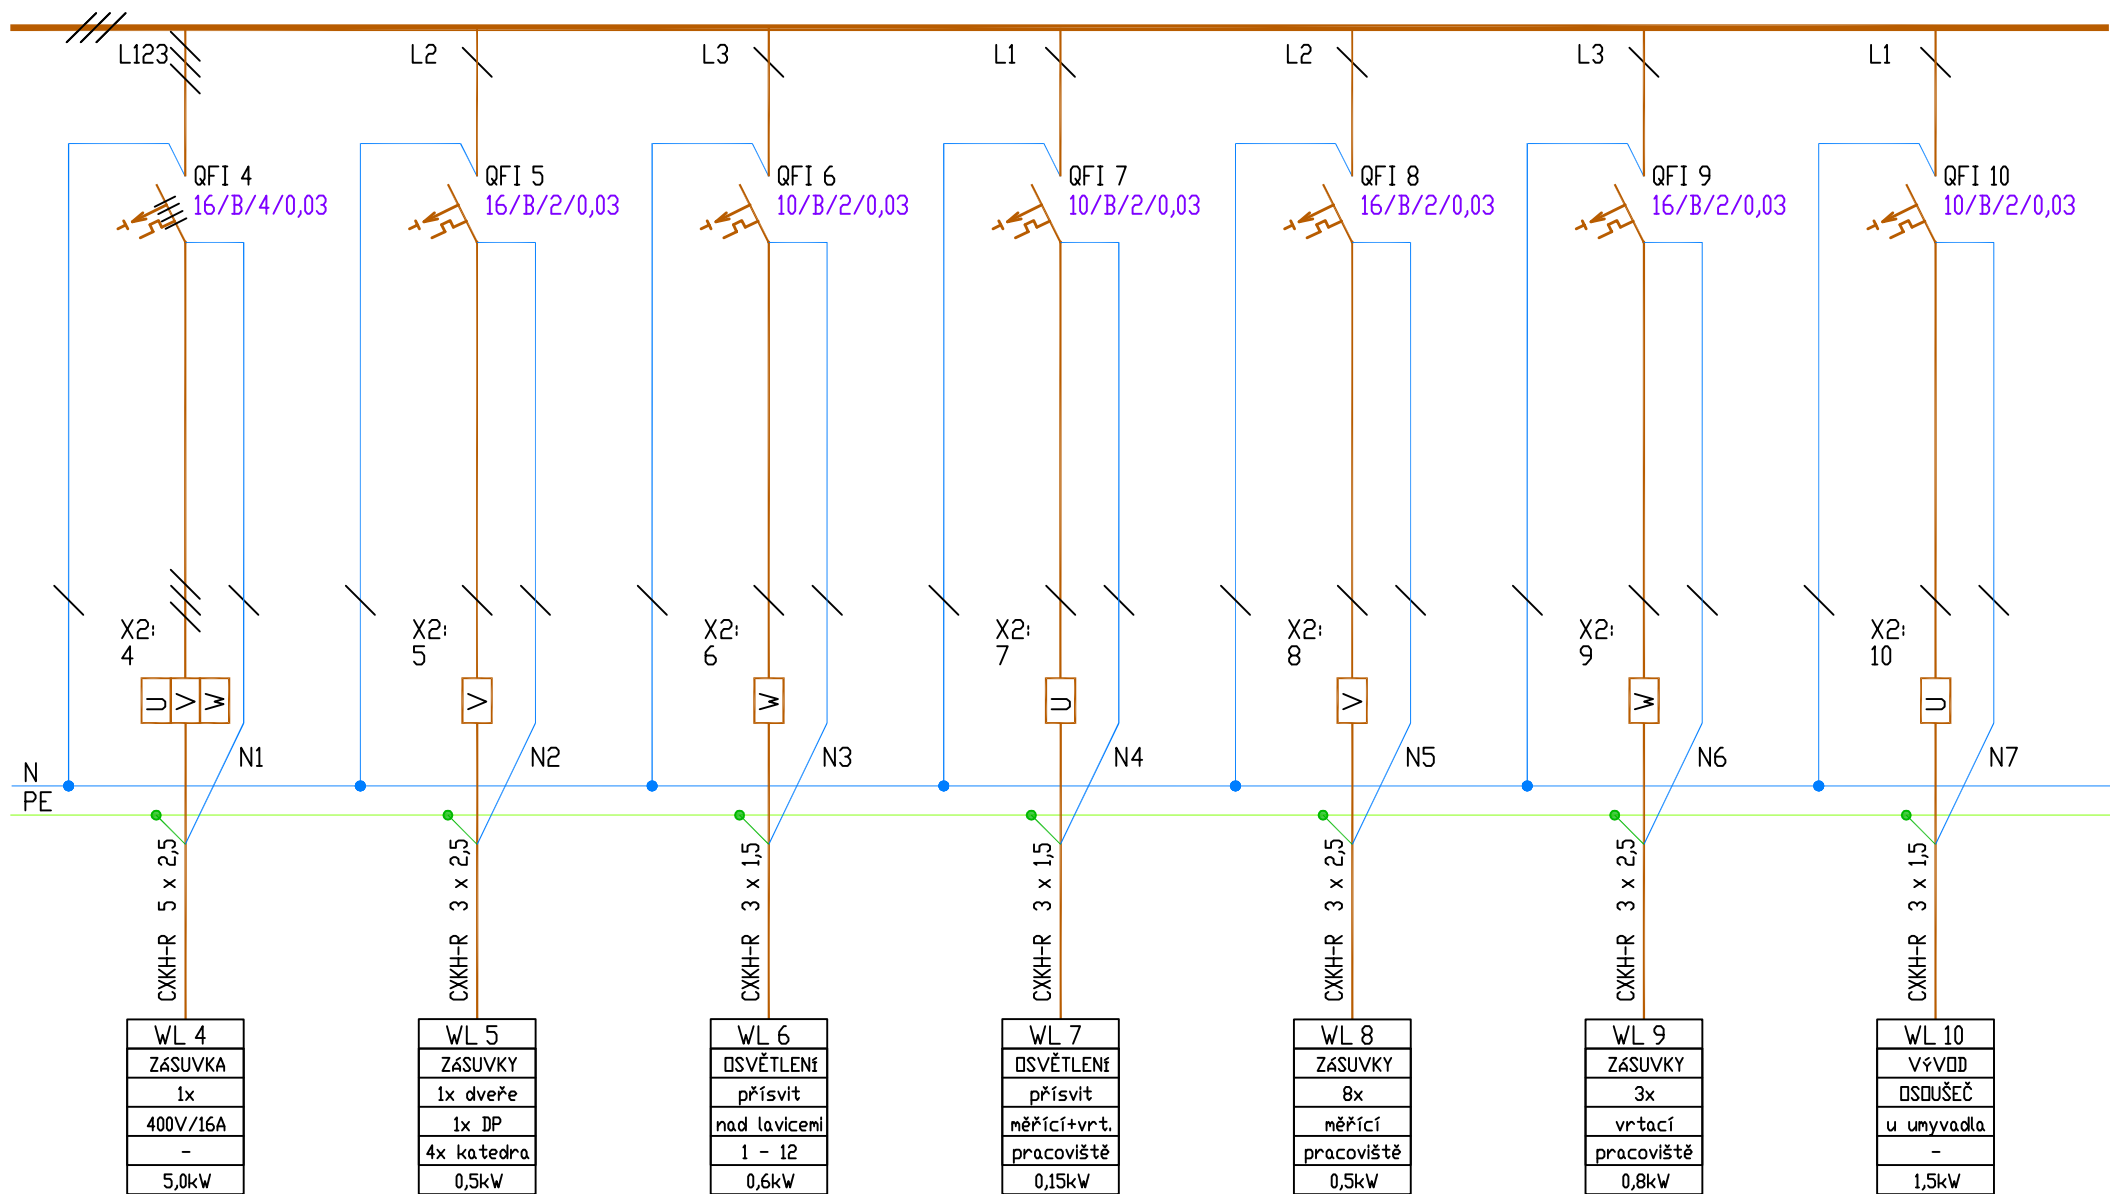 L123
L2
L3
L1
L2
L3
L1
QFI 4
16/B/4/0,03
QFI 5
16/B/2/0,03
QFI 6
10/B/2/0,03
QFI 7
10/B/2/0,03
QFI 8
16/B/2/0,03
QFI 9
16/B/2/0,03
QFI 10
10/B/2/0,03
X2:
4
X2:
5
X2:
6
X2:
7
X2:
8
X2:
9
X2:
10
U V W
V
W
U
V
W
U
N1
N2
N3
N4
N5
N6
N7
N
PE
CXKH-R 5 x 2,5
CXKH-R 3 x 2,5
CXKH-R 3 x 1,5
CXKH-R 3 x 1,5
CXKH-R 3 x 2,5
CXKH-R 3 x 2,5
CXKH-R 3 x 1,5
WL 4
ZáSUVKA
1x
400V/16A
-
5,0kW
WL 5
ZáSUVKY
1x dveře
1x DP
4x katedra
0,5kW
WL 6
OSVĚTLENí
přísvit
nad lavicemi
1 - 12
0,6kW
WL 7
OSVĚTLENí
přísvit
měřící+vrt.
pracoviště
0,15kW
WL 8
ZáSUVKY
8x
měřící
pracoviště
0,5kW
WL 9
ZáSUVKY
3x
vrtací
pracoviště
0,8kW
WL 10
VýVOD
OSOUŠEČ
u umyvadla
-
1,5kW